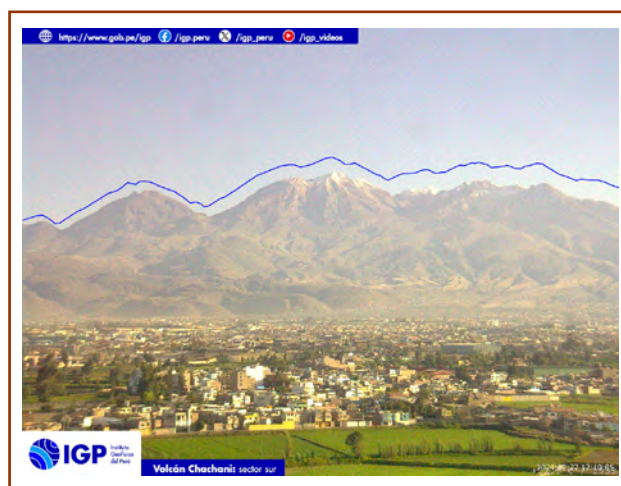 https://www.gob.pe/igp /igp.peru /igp_peru /igp_videos
IGP
Instituto
Geofísico
del Perú
Volcán Chachani: sector sur